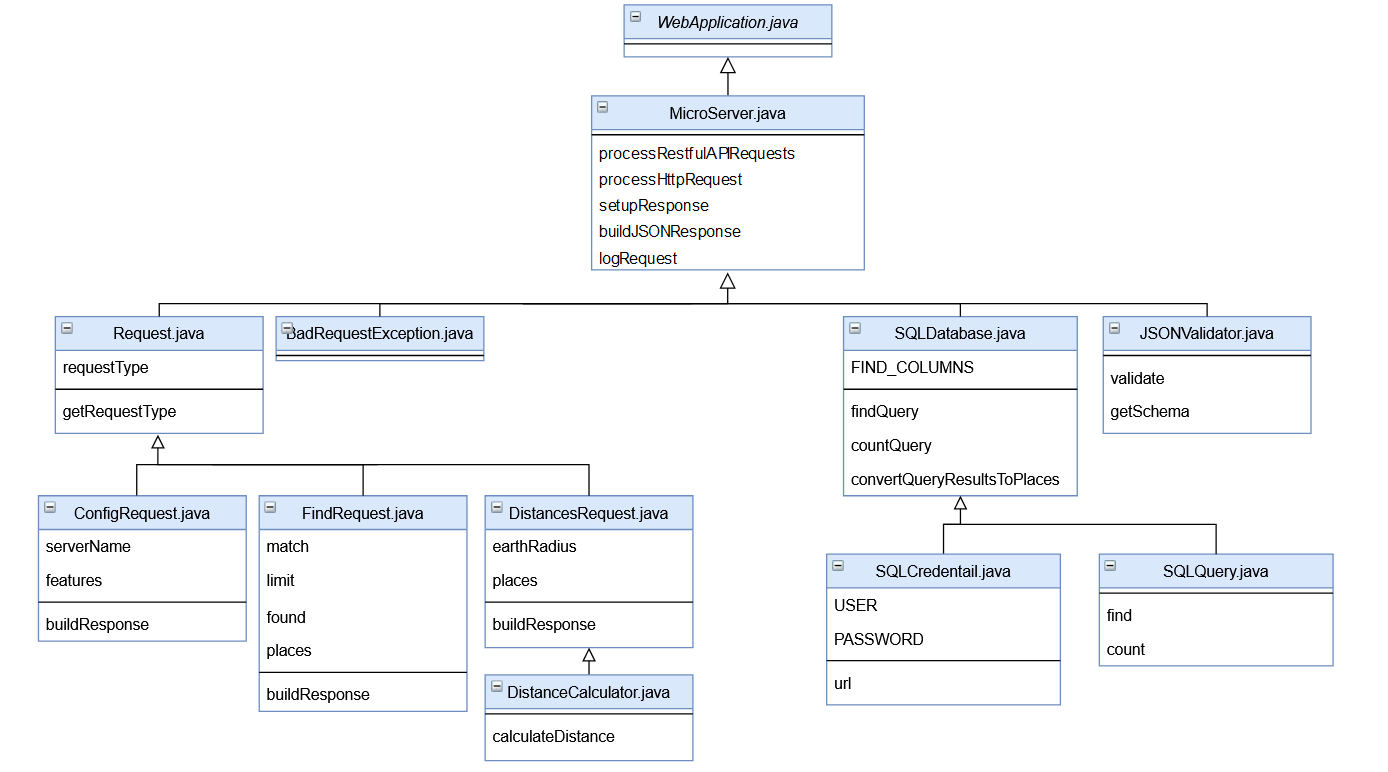 WebApplication.java
MicroServer.java
processRestfulAPIRequests
processHttpRequest
setupResponse
buildJSONResponse
logRequest
Request.java
requestType
getRequestType
BadRequestException.java
SQLDatabase.java
FIND_COLUMNS
findQuery
countQuery
convertQueryResultsToPlaces
JSONValidator.java
validate
getSchema
ConfigRequest.java
serverName
features
buildResponse
FindRequest.java
match
limit
found
places
buildResponse
DistancesRequest.java
earthRadius
places
buildResponse
DistanceCalculator.java
calculateDistance
SQLCredentail.java
USER
PASSWORD
url
SQLQuery.java
find
count